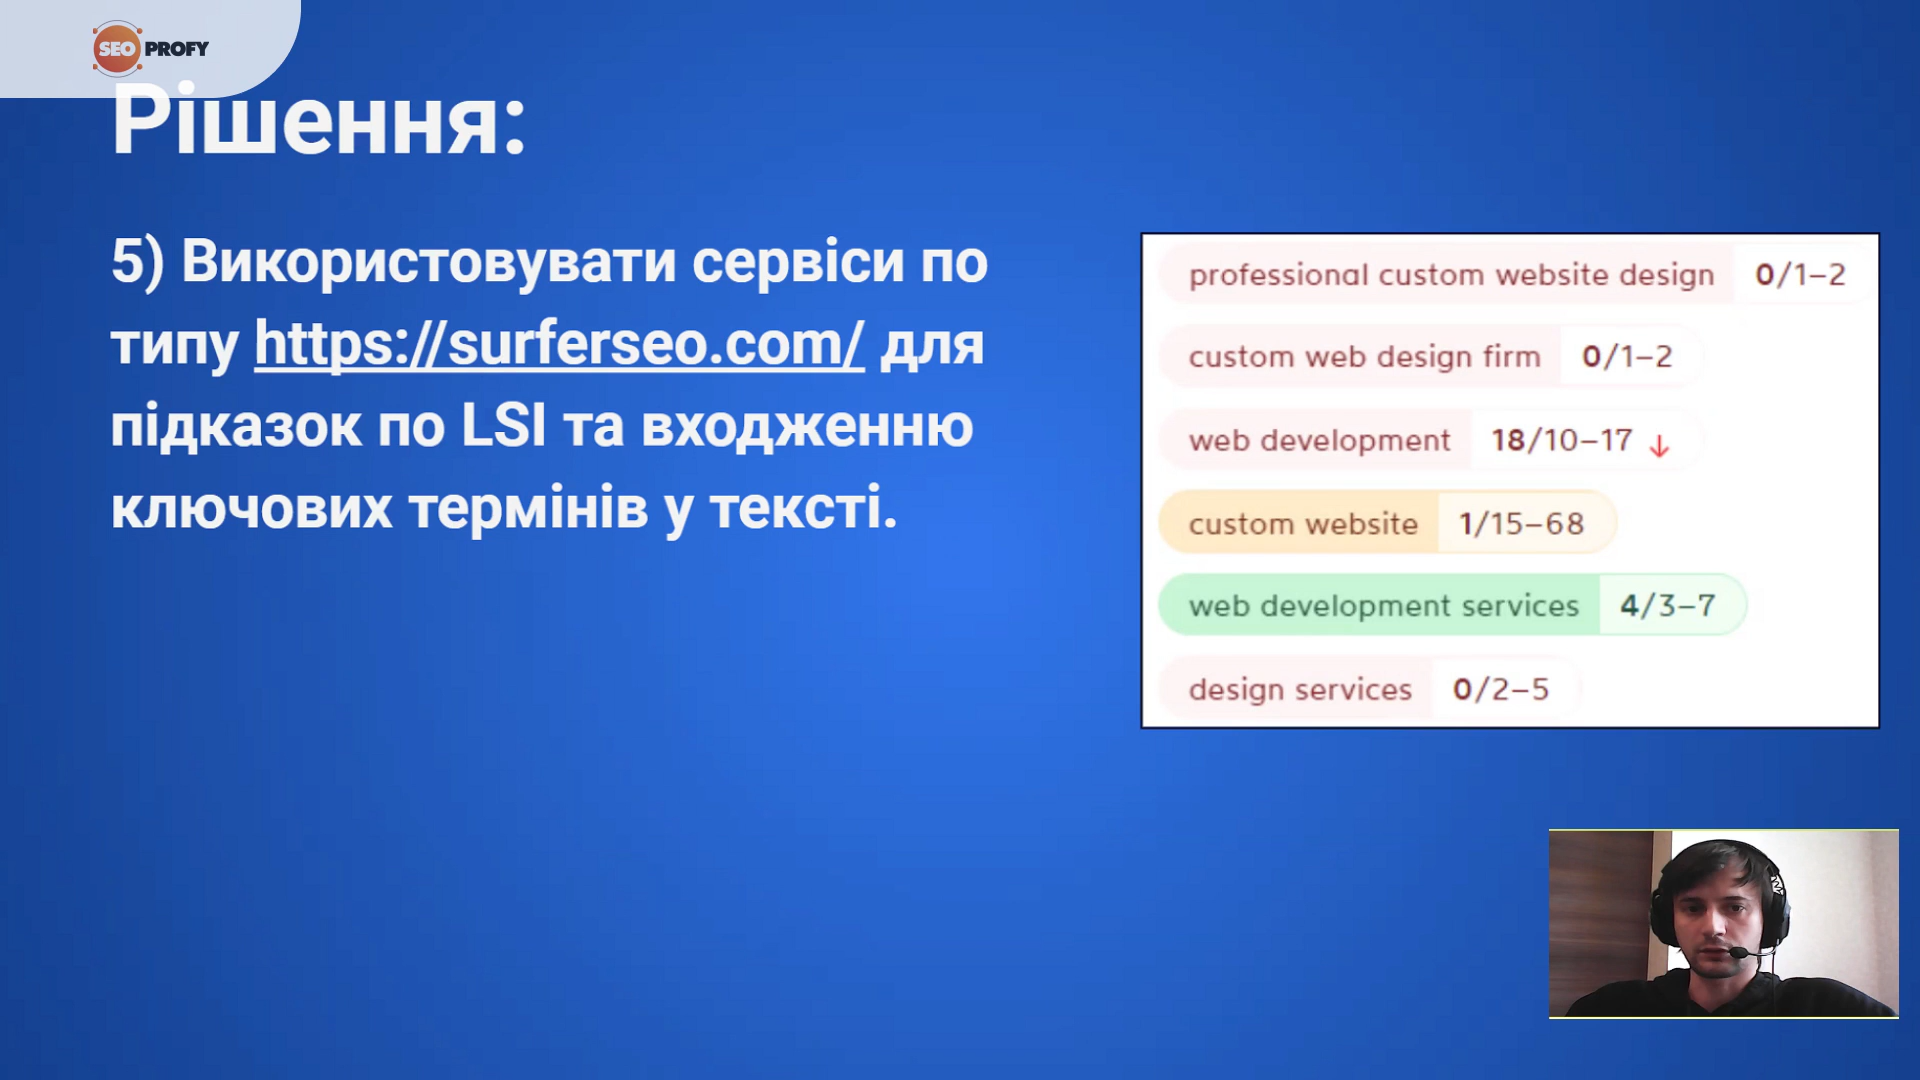 SEO PROFY
Рішення:
5) Використовувати сервіси по
типу https://surferseo.com/ для
підказок по LSI та входженню
ключових термінів у тексті.
professional custom website design 0/1–2
custom web design firm 0/1–2
web development 18/10–17 ↓
custom website 1/15–68
web development services 4/3–7
design services 0/2–5